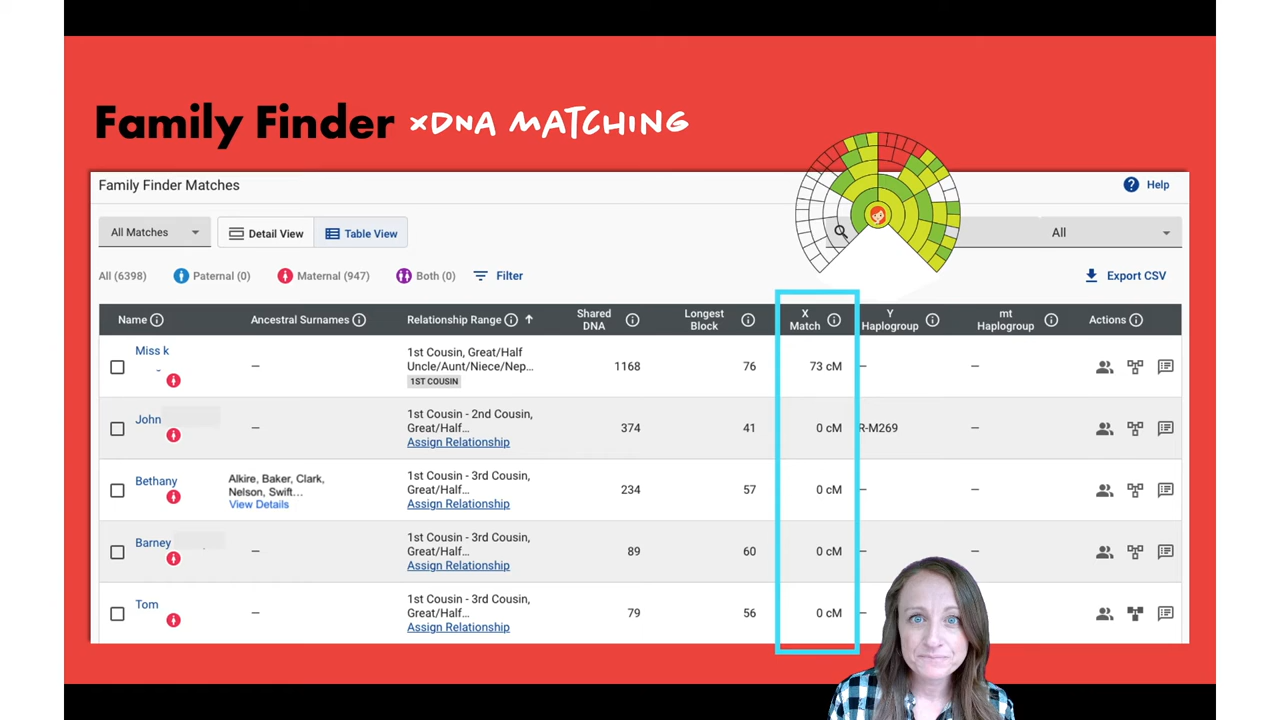 Family Finder xDNA MATCHING
Family Finder Matches
Help
All Matches
Detail View
Table View
All
All (6398)
Paternal (0)
Maternal (947)
Both (0)
Filter
Export CSV
Name
Ancestral Surnames
Relationship Range
Shared
DNA
Longest
Block
X
Match
Y
Haplogroup
mt
Haplogroup
Actions
Miss k
—
1st Cousin, Great/Half
Uncle/Aunt/Niece/Nep...
1ST COUSIN
1168
76
73 cM
—
—
John
—
1st Cousin - 2nd Cousin,
Great/Half...
Assign Relationship
374
41
0 cM
R-M269
—
Bethany
Alkire, Baker, Clark,
Nelson, Swift...
View Details
1st Cousin - 3rd Cousin,
Great/Half...
Assign Relationship
234
57
0 cM
—
—
Barney
—
1st Cousin - 3rd Cousin,
Great/Half...
Assign Relationship
89
60
0 cM
—
—
Tom
—
1st Cousin - 3rd Cousin,
Great/Half...
Assign Relationship
79
56
0 cM
—